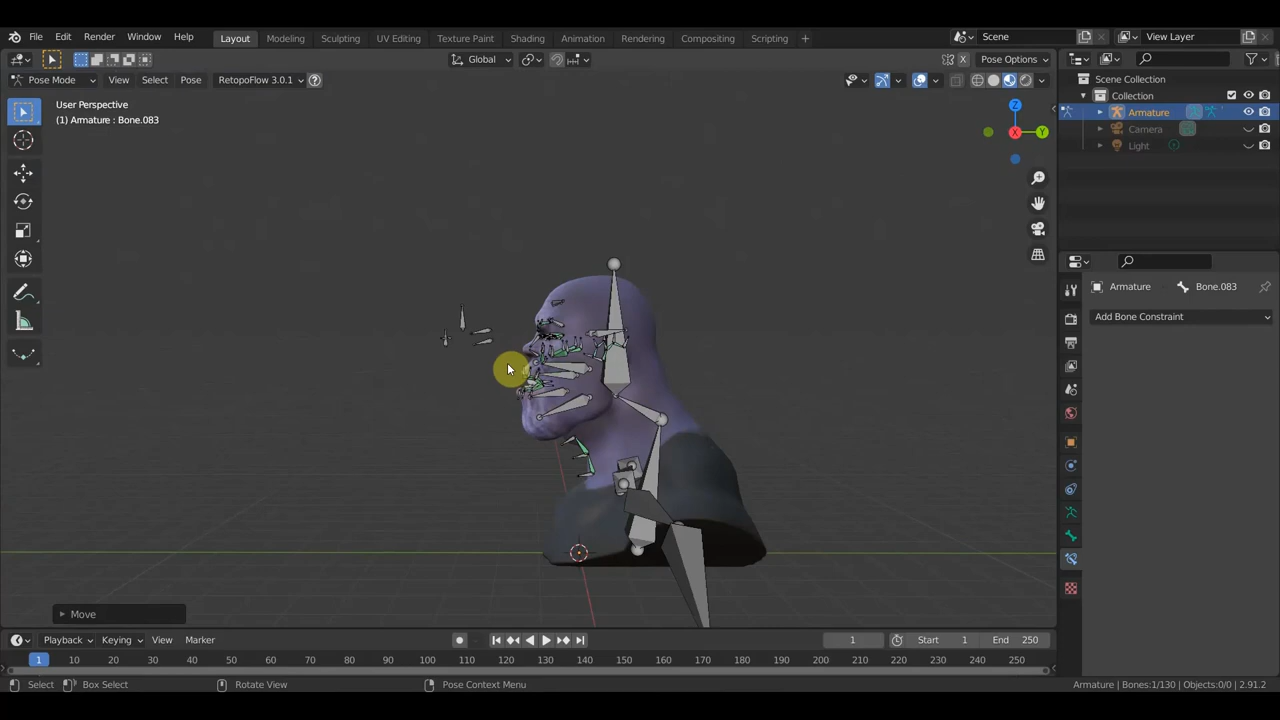 File Edit Render Window Help Layout Modeling Sculpting UV Editing Texture Paint Shading Animation Rendering Compositing Scripting + Scene View Layer
Global Pose Options
Pose Mode View Select Pose RetopoFlow 3.0.1
User Perspective
(1) Armature : Bone.083
Scene Collection
Collection
Armature
Camera
Light
Z
X
Y
Armature Bone.083
Add Bone Constraint
Move
Playback Keying View Marker 1 Start 1 End 250
1 10 20 30 40 50 60 70 80 90 100 110 120 130 140 150 160 170 180 190 200 210 220 230 240 250
Select Box Select Rotate View Pose Context Menu Armature | Bones:1/130 | Objects:0/0 | 2.91.2